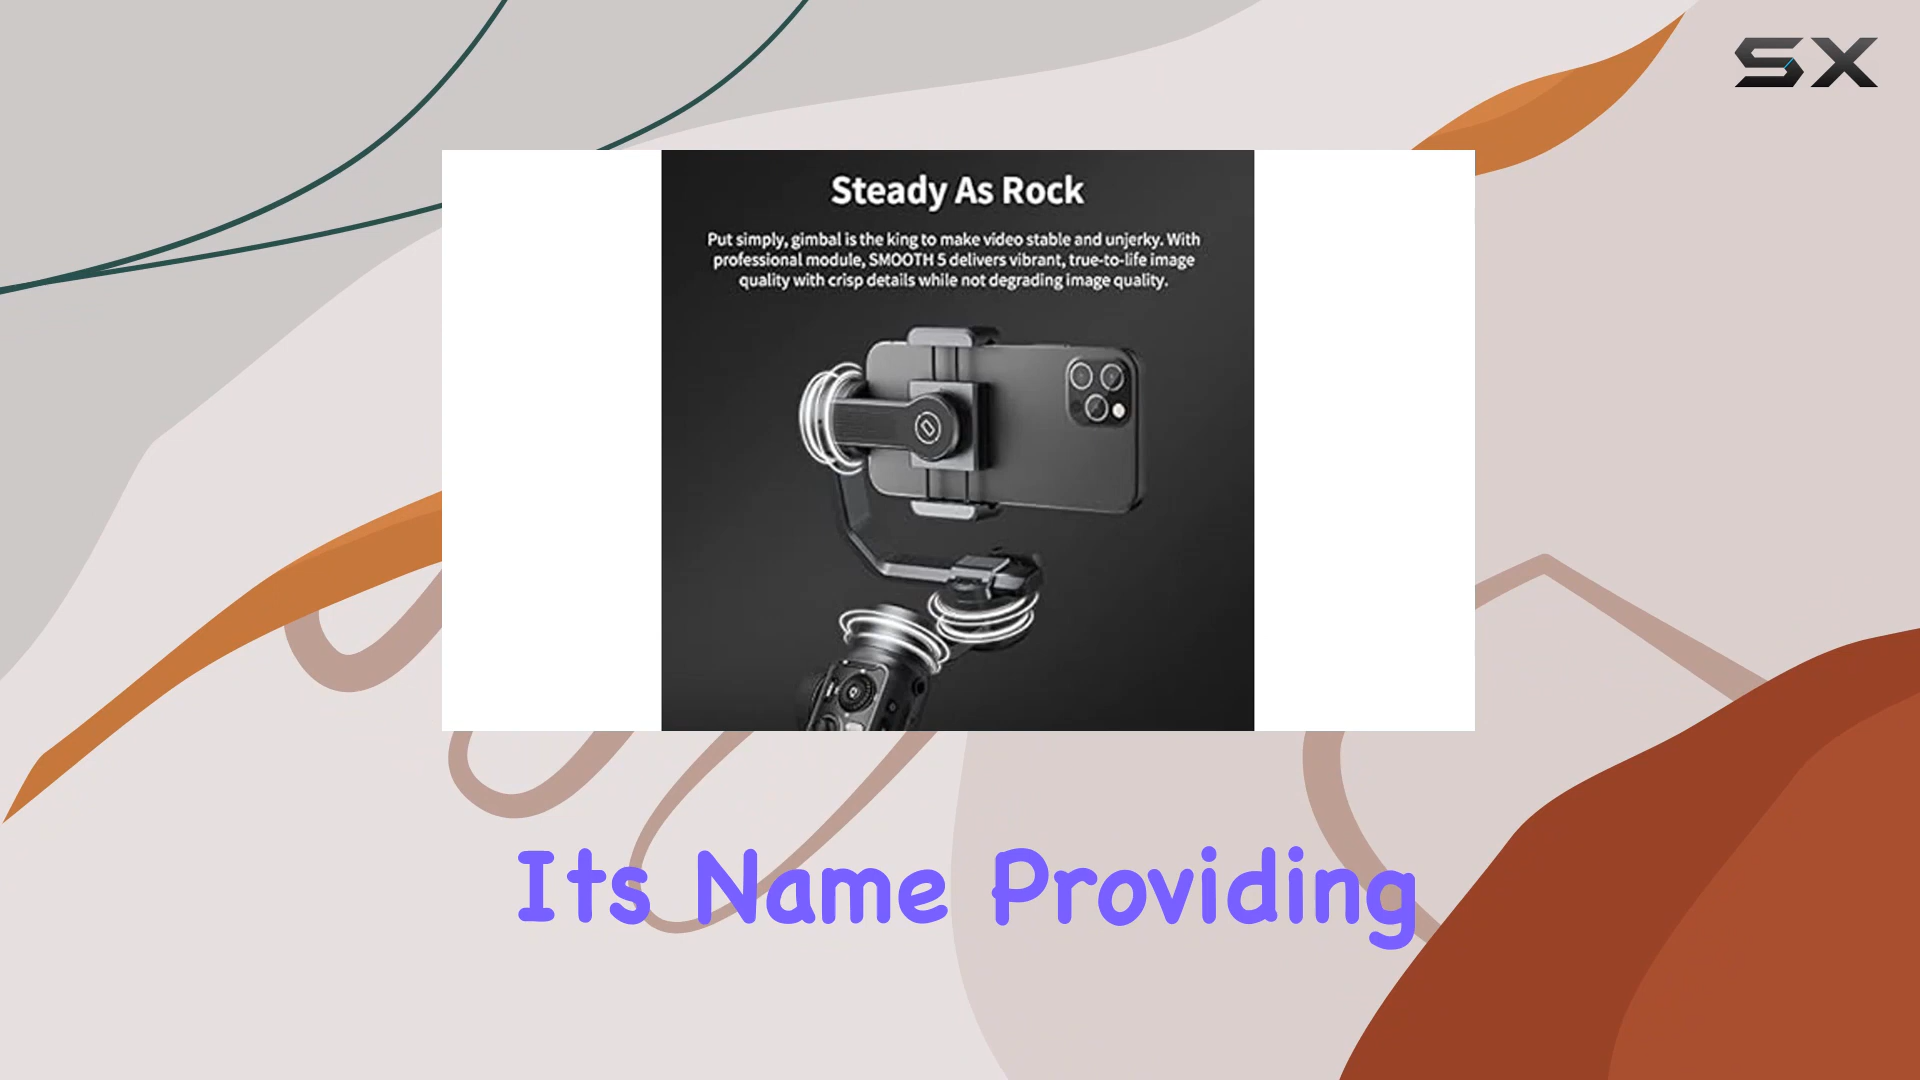 SX
Steady As Rock
Put simply, gimbal is the king to make video stable and unjerky. With
professional module, SMOOTH 5 delivers vibrant, true-to-life image
quality with crisp details while not degrading image quality.
Its Name Providing